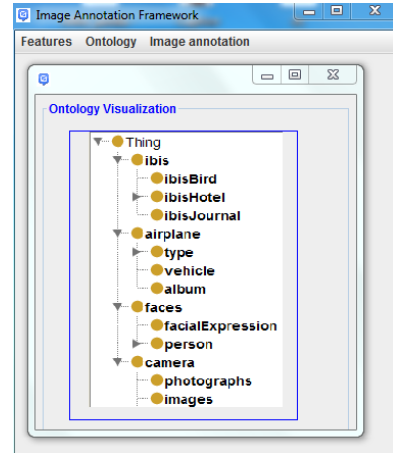 Image Annotation Framework
Features Ontology Image annotation
Ontology Visualization
Thing
ibis
ibisBird
ibisHotel
ibisJournal
airplane
type
vehicle
album
faces
facialExpression
person
camera
photographs
images